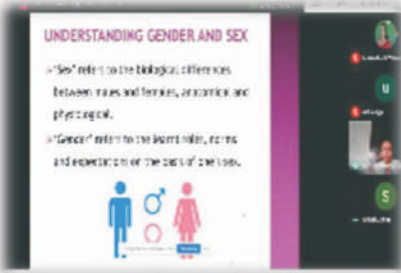 UNDERSTANDING GENDER AND SEX
"Sex" refers to the biological differences
between males and females, anatomical and
physiological.
"Gender" refers to the learnt roles, norms
and expectations on the basis of one's sex.
U
S